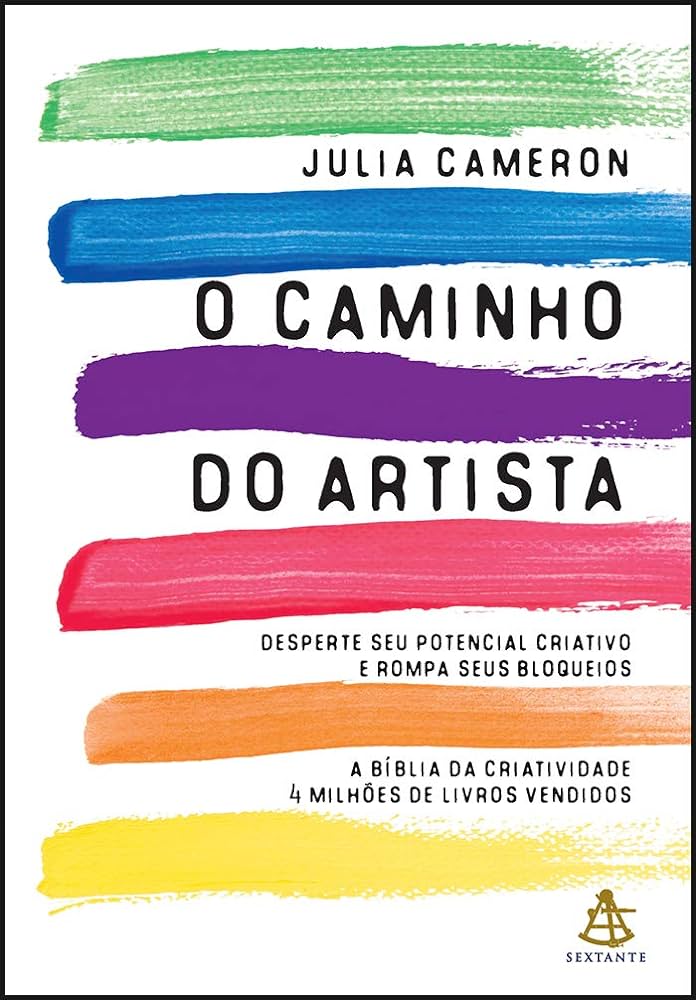 JULIA CAMERON
O CAMINHO
DO ARTISTA
DESPERTE SEU POTENCIAL CRIATIVO
E ROMPA SEUS BLOQUEIOS
A BÍBLIA DA CRIATIVIDADE
4 MILHÕES DE LIVROS VENDIDOS
SEXTANTE